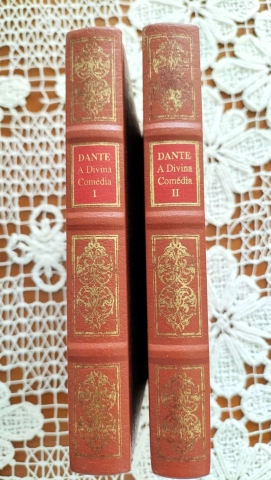 DANTE
A Divina
Comédia
I
DANTE
A Divina
Comédia
II